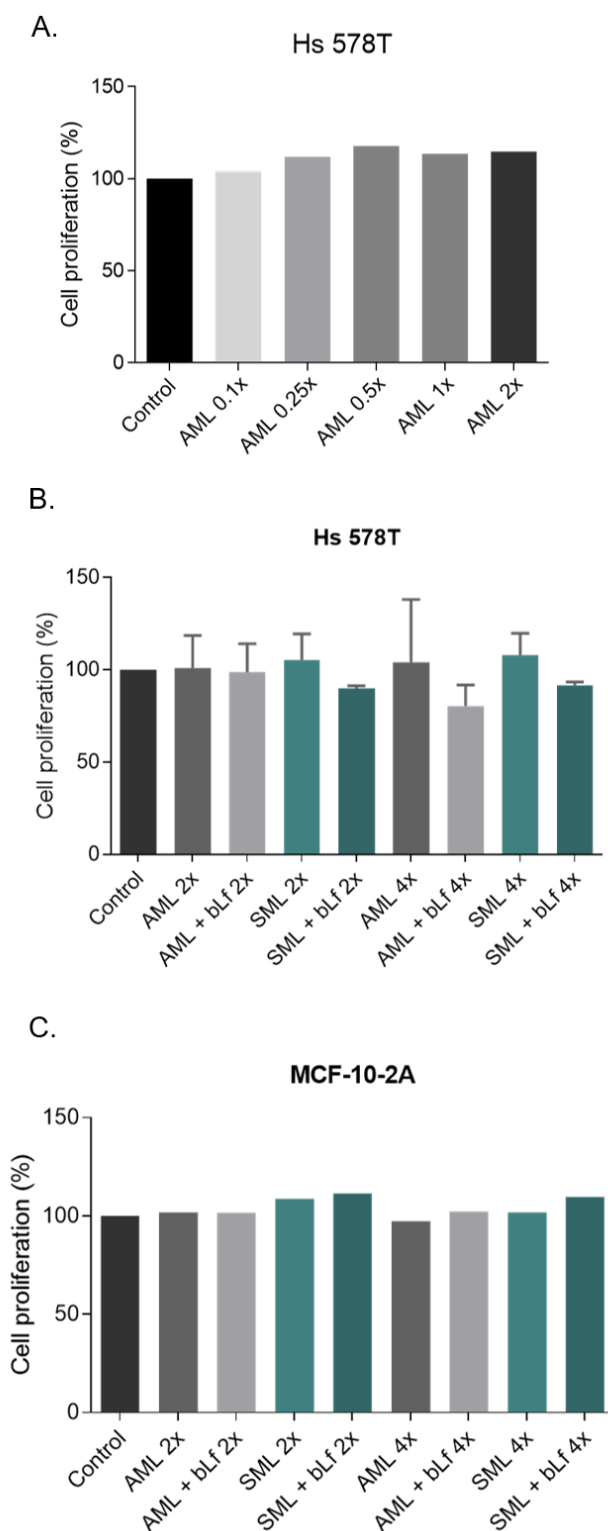 A.
Hs 578T
Cell proliferation (%)
150
100
50
0
Control
AML 0.1x
AML 0.25x
AML 0.5x
AML 1x
AML 2x
B.
Hs 578T
Cell proliferation (%)
150
100
50
0
Control
AML 2x
AML + bLf 2x
SML 2x
SML + bLf 2x
AML 4x
AML + bLf 4x
SML 4x
SML + bLf 4x
C.
MCF-10-2A
Cell proliferation (%)
150
100
50
0
Control
AML 2x
AML + bLf 2x
SML 2x
SML + bLf 2x
AML 4x
AML + bLf 4x
SML 4x
SML + bLf 4x